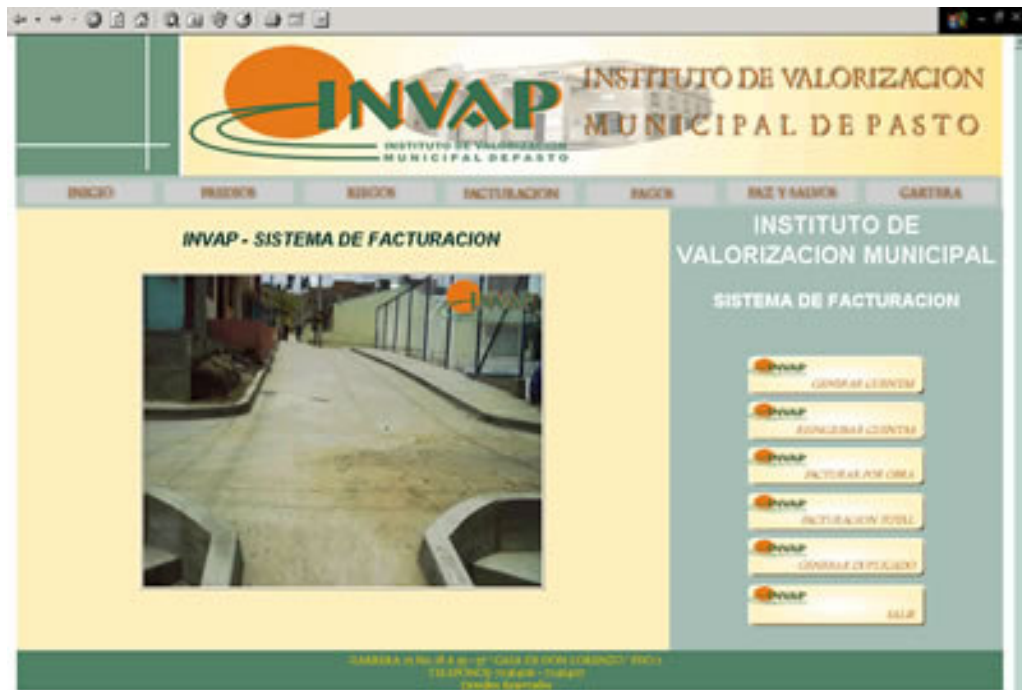 INVAP
INSTITUTO DE VALORIZACION
MUNICIPAL DE PASTO
INSTITUTO DE VALORIZACION
MUNICIPAL DE PASTO
INICIO
PREDIOS
RIEGOS
FACTURACION
PAGOS
PAZ Y SALVOS
CARTERA
INVAP - SISTEMA DE FACTURACION
INVAP
INSTITUTO DE
VALORIZACION MUNICIPAL
SISTEMA DE FACTURACION
INVAP
GENERAR CUENTAS
INVAP
CUENTAS
INVAP
FACTURAR POR OBRA
INVAP
FACTURACION TOTAL
INVAP
GENERAR DUPLICADO
INVAP
SALIR